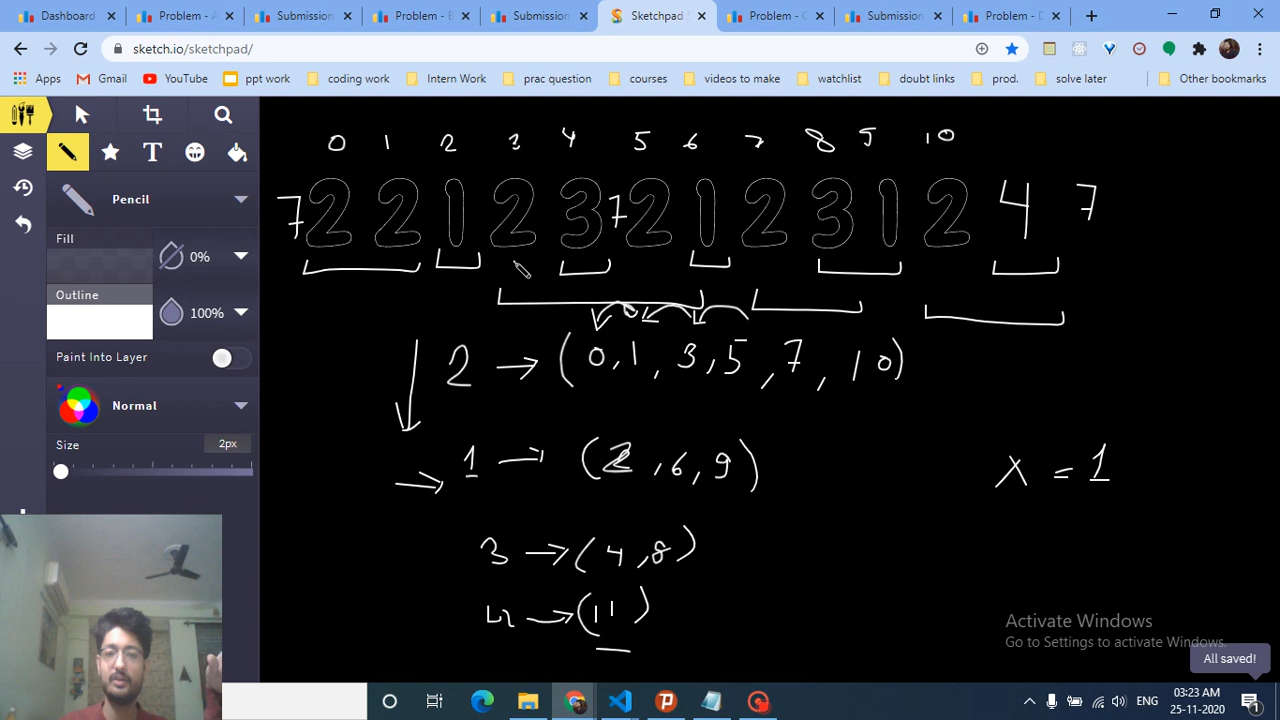 Dashboard
Problem - A
Submission
Problem - B
Submission
Sketchpad
Problem - C
Submission
Problem - D
sketch.io/sketchpad/
Apps Gmail YouTube ppt work coding work Intern Work prac question courses videos to make watchlist doubt links prod. solve later Other bookmarks
Pencil
Fill
0%
Outline
100%
Paint Into Layer
Normal
Size 2px
0 1 2 3 4 5 6 7 8 9 10
7 2 2 1 2 3 7 2 1 2 3 1 2 4 7
2 → (0, 1, 3, 5, 7, 10)
→ 1 → (2, 6, 9)
x = 1
3 → (4, 8)
4 → (11)
Activate Windows
Go to Settings to activate Windows.
All saved!
ENG
03:23 AM
25-11-2020
1